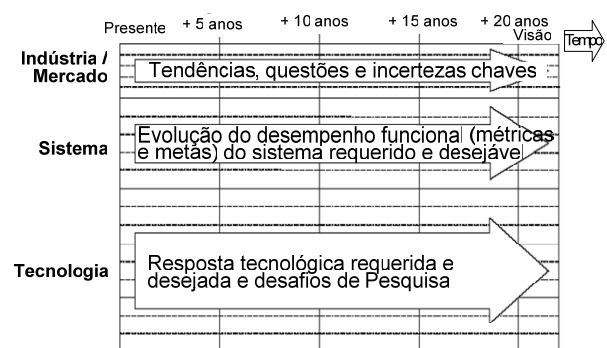 Presente + 5 anos + 10 anos + 15 anos + 20 anos
Visão
Tempo
Indústria /
Mercado
Tendências, questões e incertezas chaves
Sistema
Evolução do desempenho funcional (métricas
e metas) do sistema requerido e desejável
Tecnologia
Resposta tecnológica requerida e
desejada e desafios de Pesquisa